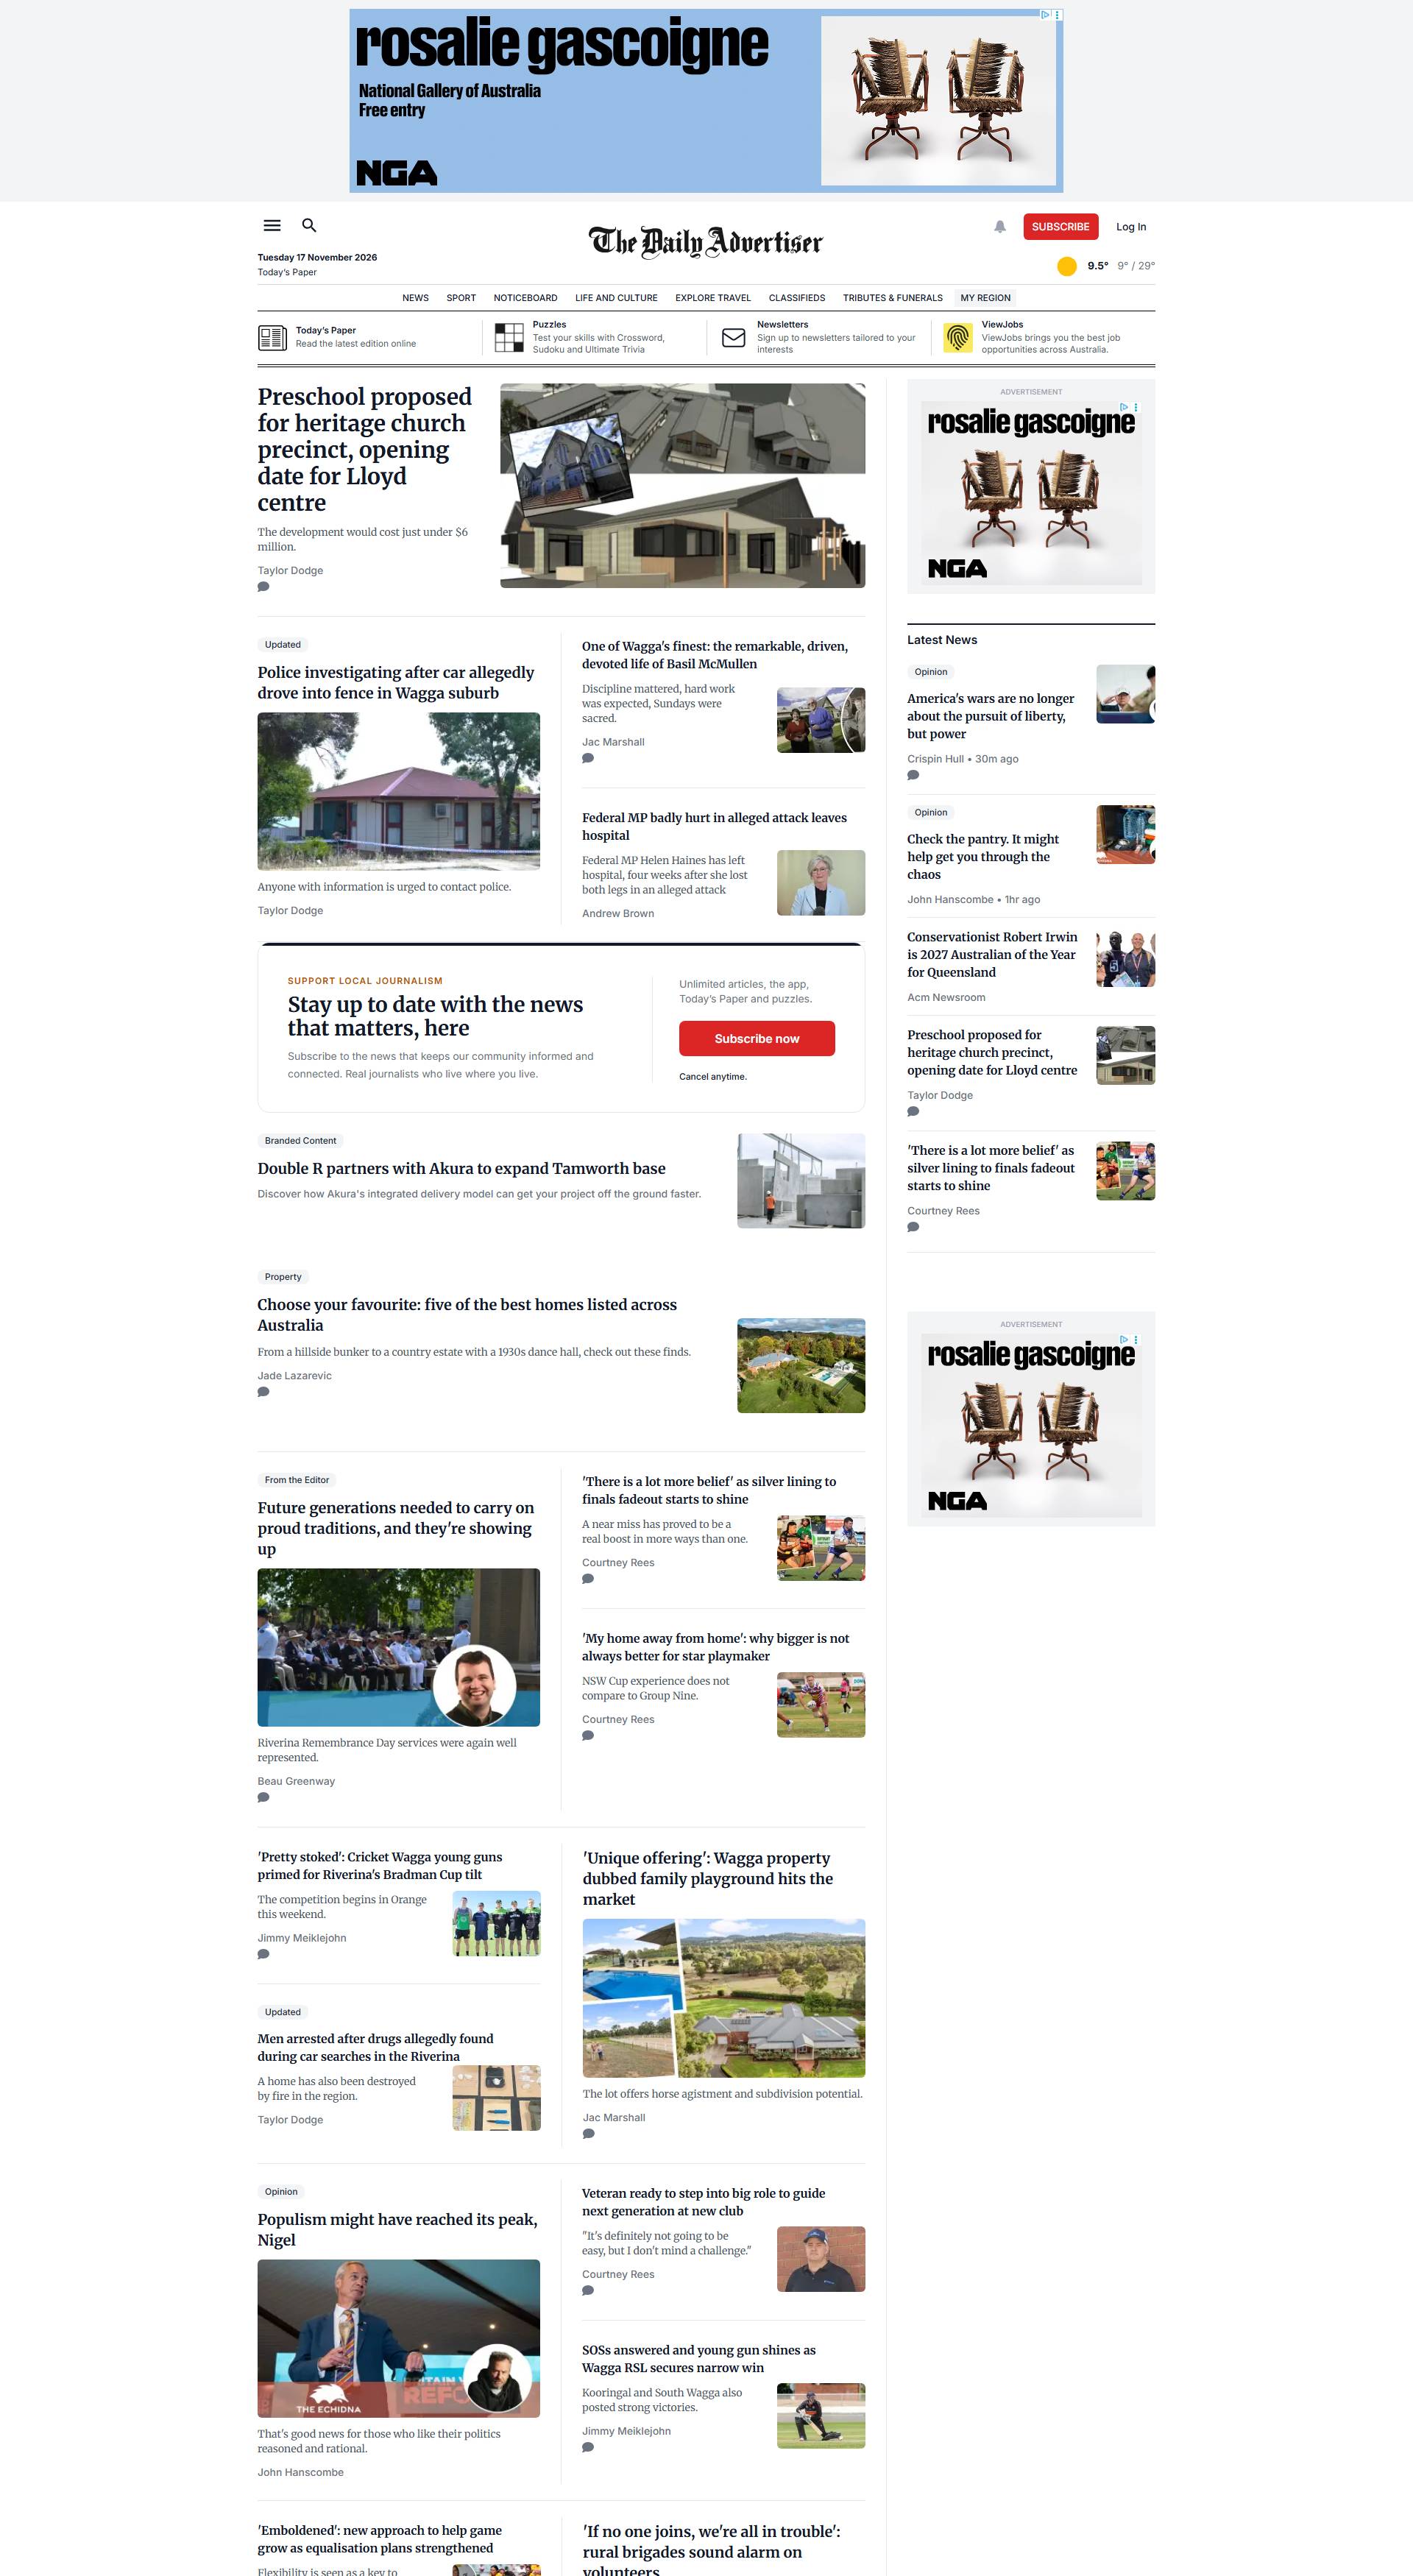 rosalie gascoigne
National Gallery of Australia
Free entry
NGA
The Daily Advertiser
SUBSCRIBE
Log In
Tuesday 17 November 2026
Today's Paper
9.5° 9° / 29°
NEWS SPORT NOTICEBOARD LIFE AND CULTURE EXPLORE TRAVEL CLASSIFIEDS TRIBUTES & FUNERALS MY REGION
Today's Paper
Read the latest edition online
Puzzles
Test your skills with Crossword,
Sudoku and Ultimate Trivia
Newsletters
Sign up to newsletters tailored to your
interests
ViewJobs
ViewJobs brings you the best job
opportunities across Australia.
Preschool proposed
for heritage church
precinct, opening
date for Lloyd
centre
The development would cost just under $6
million.
Taylor Dodge
Updated
Police investigating after car allegedly
drove into fence in Wagga suburb
Anyone with information is urged to contact police.
Taylor Dodge
One of Wagga's finest: the remarkable, driven,
devoted life of Basil McMullen
Discipline mattered, hard work
was expected, Sundays were
sacred.
Jac Marshall
Federal MP badly hurt in alleged attack leaves
hospital
Federal MP Helen Haines has left
hospital, four weeks after she lost
both legs in an alleged attack
Andrew Brown
SUPPORT LOCAL JOURNALISM
Stay up to date with the news
that matters, here
Subscribe to the news that keeps our community informed and
connected. Real journalists who live where you live.
Unlimited articles, the app,
Today's Paper and puzzles.
Subscribe now
Cancel anytime.
Branded Content
Double R partners with Akura to expand Tamworth base
Discover how Akura's integrated delivery model can get your project off the ground faster.
Property
Choose your favourite: five of the best homes listed across
Australia
From a hillside bunker to a country estate with a 1930s dance hall, check out these finds.
Jade Lazarevic
From the Editor
Future generations needed to carry on
proud traditions, and they're showing
up
Riverina Remembrance Day services were again well
represented.
Beau Greenway
'There is a lot more belief' as silver lining to
finals fadeout starts to shine
A near miss has proved to be a
real boost in more ways than one.
Courtney Rees
'My home away from home': why bigger is not
always better for star playmaker
NSW Cup experience does not
compare to Group Nine.
Courtney Rees
'Pretty stoked': Cricket Wagga young guns
primed for Riverina's Bradman Cup tilt
The competition begins in Orange
this weekend.
Jimmy Meiklejohn
Updated
Men arrested after drugs allegedly found
during car searches in the Riverina
A home has also been destroyed
by fire in the region.
Taylor Dodge
'Unique offering': Wagga property
dubbed family playground hits the
market
The lot offers horse agistment and subdivision potential.
Jac Marshall
Opinion
Populism might have reached its peak,
Nigel
THE ECHIDNA
That's good news for those who like their politics
reasoned and rational.
John Hanscombe
Veteran ready to step into big role to guide
next generation at new club
"It's definitely not going to be
easy, but I don't mind a challenge."
Courtney Rees
SOSs answered and young gun shines as
Wagga RSL secures narrow win
Kooringal and South Wagga also
posted strong victories.
Jimmy Meiklejohn
'Emboldened': new approach to help game
grow as equalisation plans strengthened
Flexibility is seen as a key to
'If no one joins, we're all in trouble':
rural brigades sound alarm on
volunteers
ADVERTISEMENT
rosalie gascoigne
NGA
Latest News
Opinion
America's wars are no longer
about the pursuit of liberty,
but power
Crispin Hull • 30m ago
Opinion
Check the pantry. It might
help get you through the
chaos
John Hanscombe • 1hr ago
Conservationist Robert Irwin
is 2027 Australian of the Year
for Queensland
Acm Newsroom
Preschool proposed for
heritage church precinct,
opening date for Lloyd centre
Taylor Dodge
'There is a lot more belief' as
silver lining to finals fadeout
starts to shine
Courtney Rees
ADVERTISEMENT
rosalie gascoigne
NGA